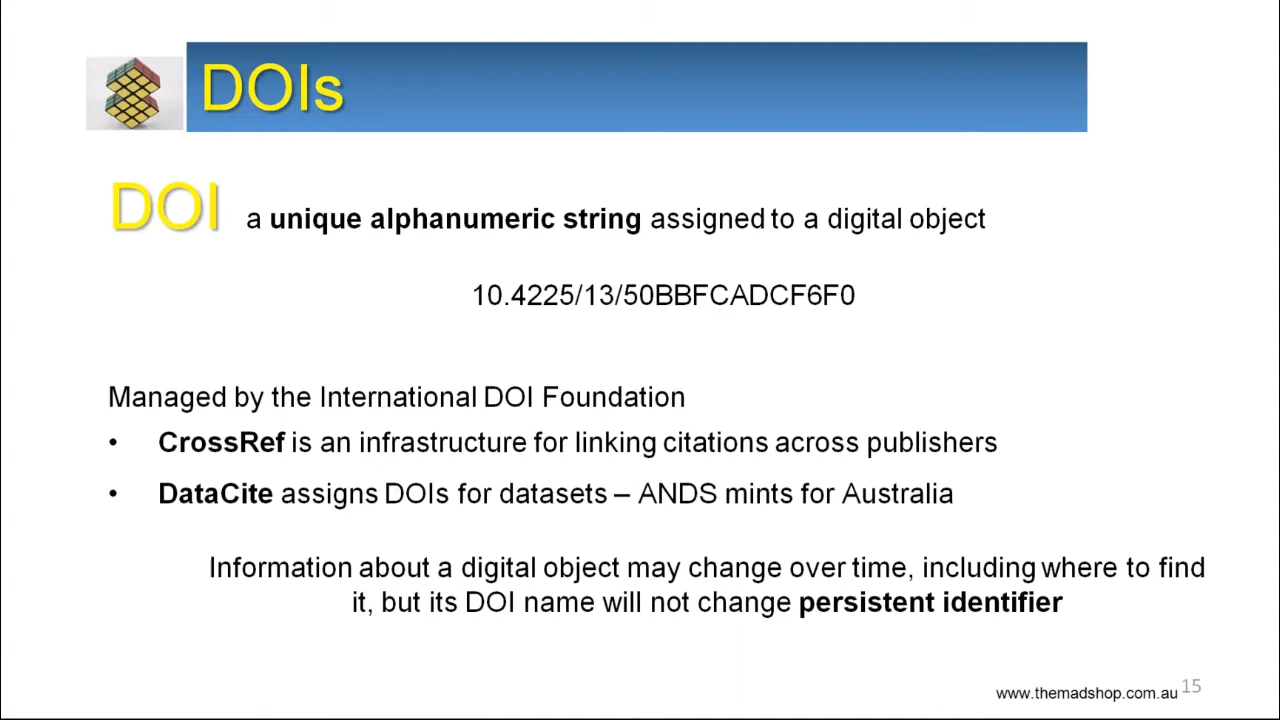 DOIs
DOI a unique alphanumeric string assigned to a digital object
10.4225/13/50BBFCADCF6F0
Managed by the International DOI Foundation
• CrossRef is an infrastructure for linking citations across publishers
• DataCite assigns DOIs for datasets – ANDS mints for Australia
Information about a digital object may change over time, including where to find
it, but its DOI name will not change persistent identifier
www.themadshop.com.au 15